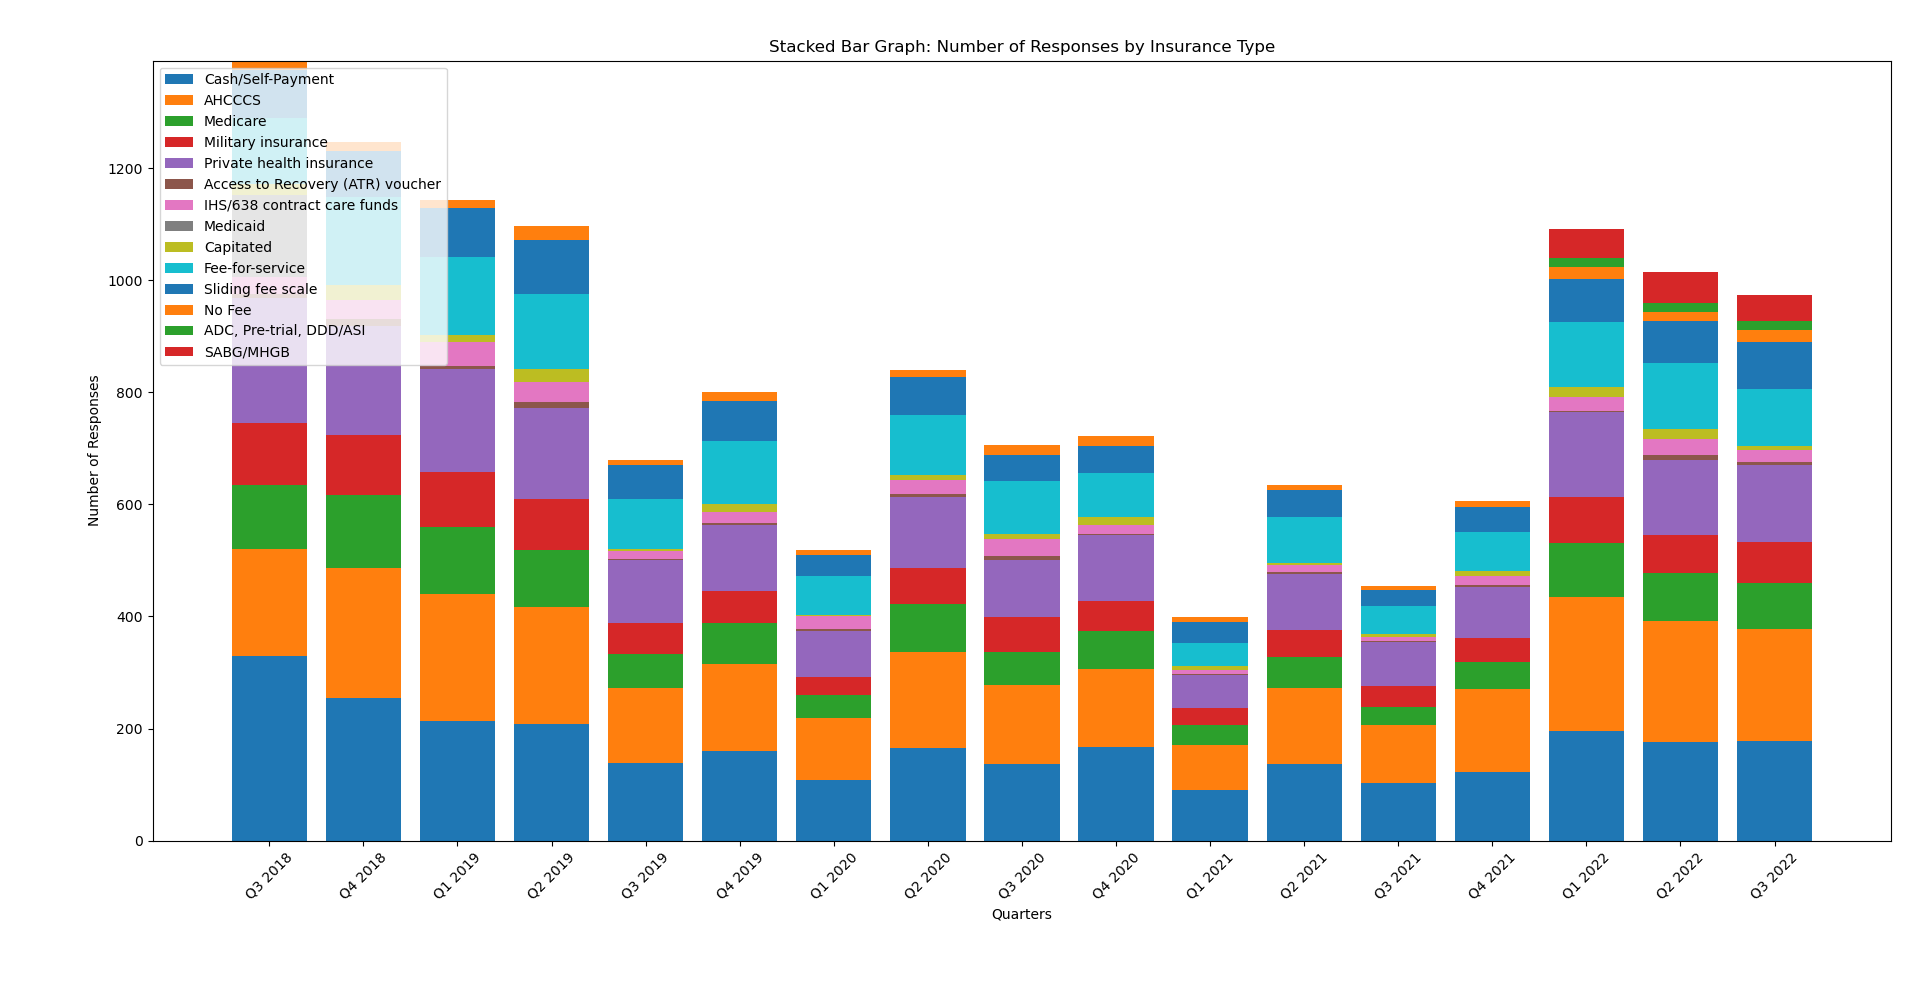 Stacked Bar Graph: Number of Responses by Insurance Type
Cash/Self-Payment
AHCCCS
Medicare
Military insurance
Private health insurance
Access to Recovery (ATR) voucher
IHS/638 contract care funds
Medicaid
Capitated
Fee-for-service
Sliding fee scale
No Fee
ADC, Pre-trial, DDD/ASI
SABG/MHGB
Number of Responses
1200
1000
800
600
400
200
0
Q3 2018
Q4 2018
Q1 2019
Q2 2019
Q3 2019
Q4 2019
Q1 2020
Q2 2020
Q3 2020
Q4 2020
Q1 2021
Q2 2021
Q3 2021
Q4 2021
Q1 2022
Q2 2022
Q3 2022
Quarters